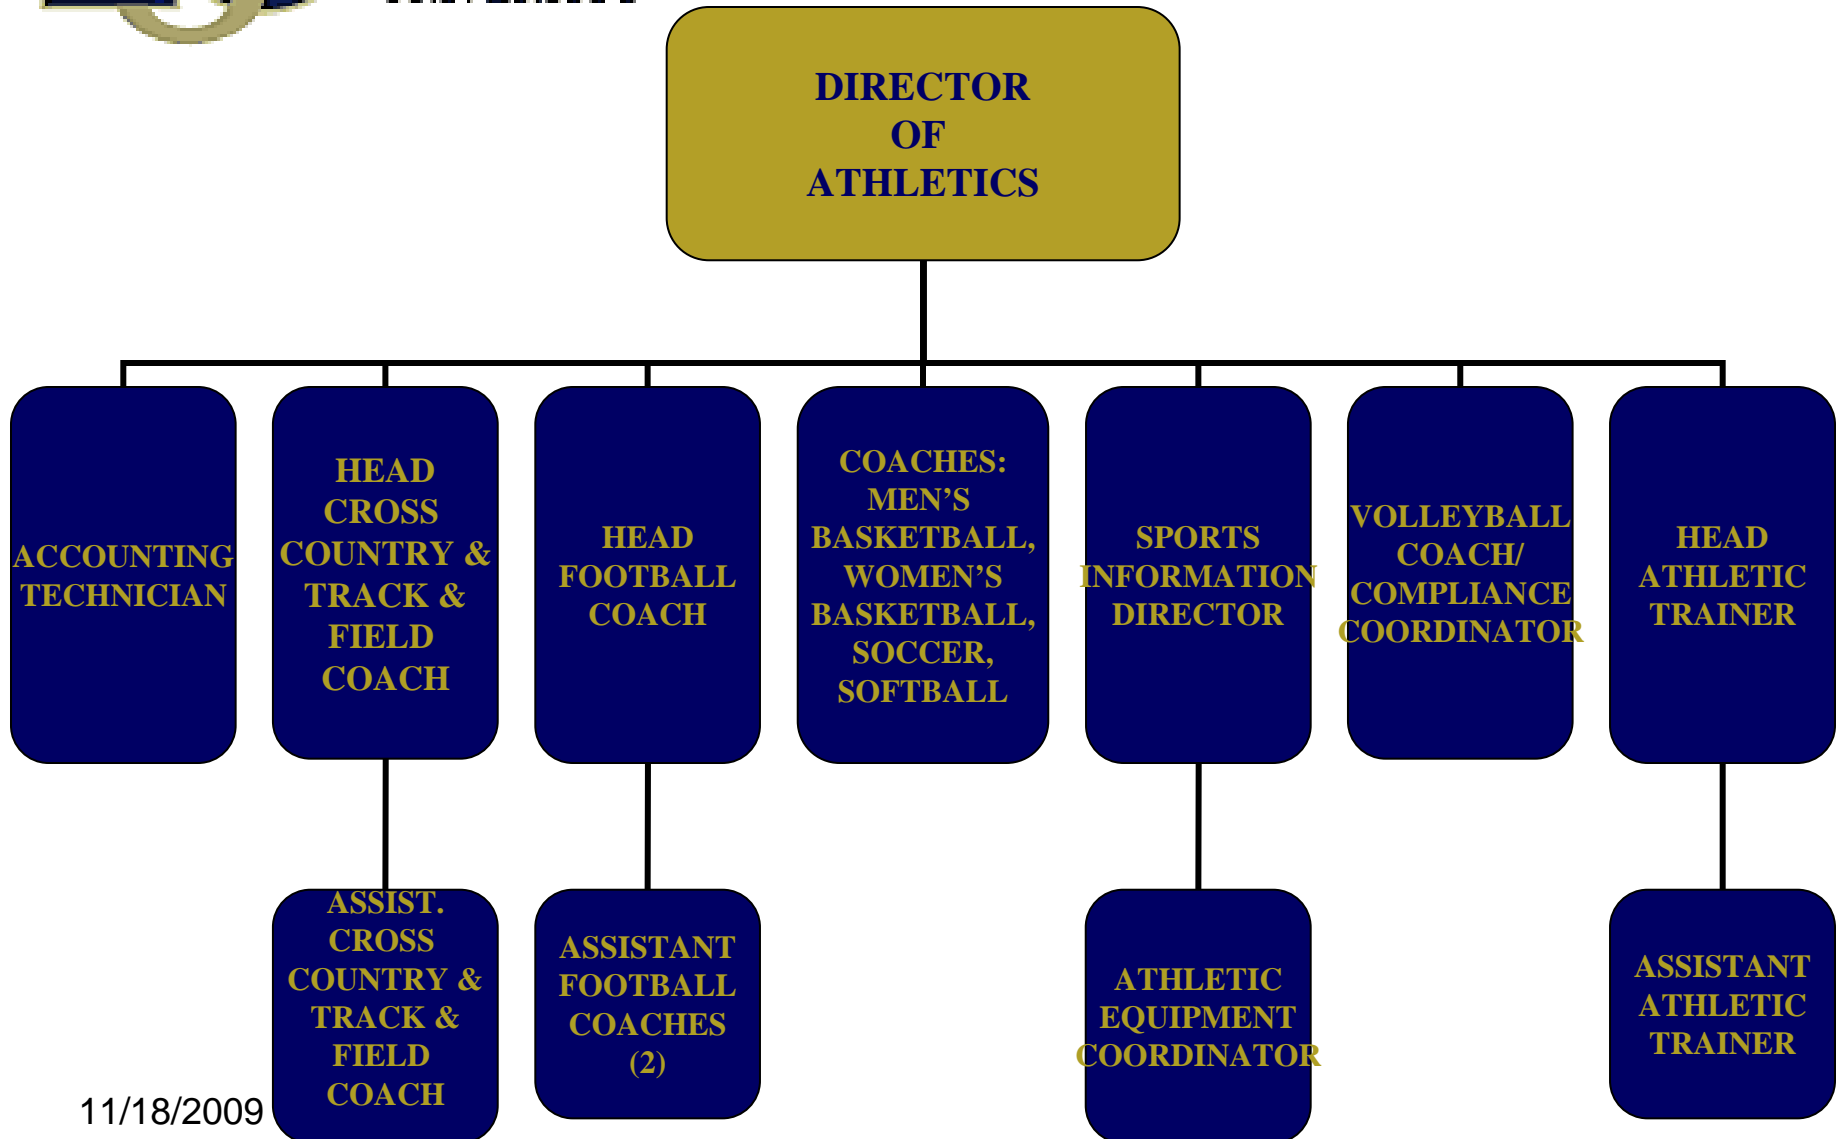 DIRECTOR
OF
ATHLETICS
ACCOUNTING
TECHNICIAN
HEAD
CROSS
COUNTRY &
TRACK &
FIELD
COACH
HEAD
FOOTBALL
COACH
COACHES:
MEN’S
BASKETBALL,
WOMEN’S
BASKETBALL,
SOCCER,
SOFTBALL
SPORTS
INFORMATION
DIRECTOR
VOLLEYBALL
COACH/
COMPLIANCE
COORDINATOR
HEAD
ATHLETIC
TRAINER
ASSIST.
CROSS
COUNTRY &
TRACK &
FIELD
COACH
ASSISTANT
FOOTBALL
COACHES
(2)
ATHLETIC
EQUIPMENT
COORDINATOR
ASSISTANT
ATHLETIC
TRAINER
11/18/2009